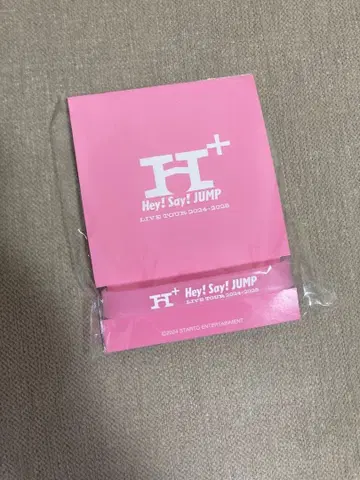 H+
Hey! Say! JUMP
LIVE TOUR 2024-2025
H+ Hey! Say! JUMP
LIVE TOUR 2024-2025
©2024 STARTO ENTERTAINMENT